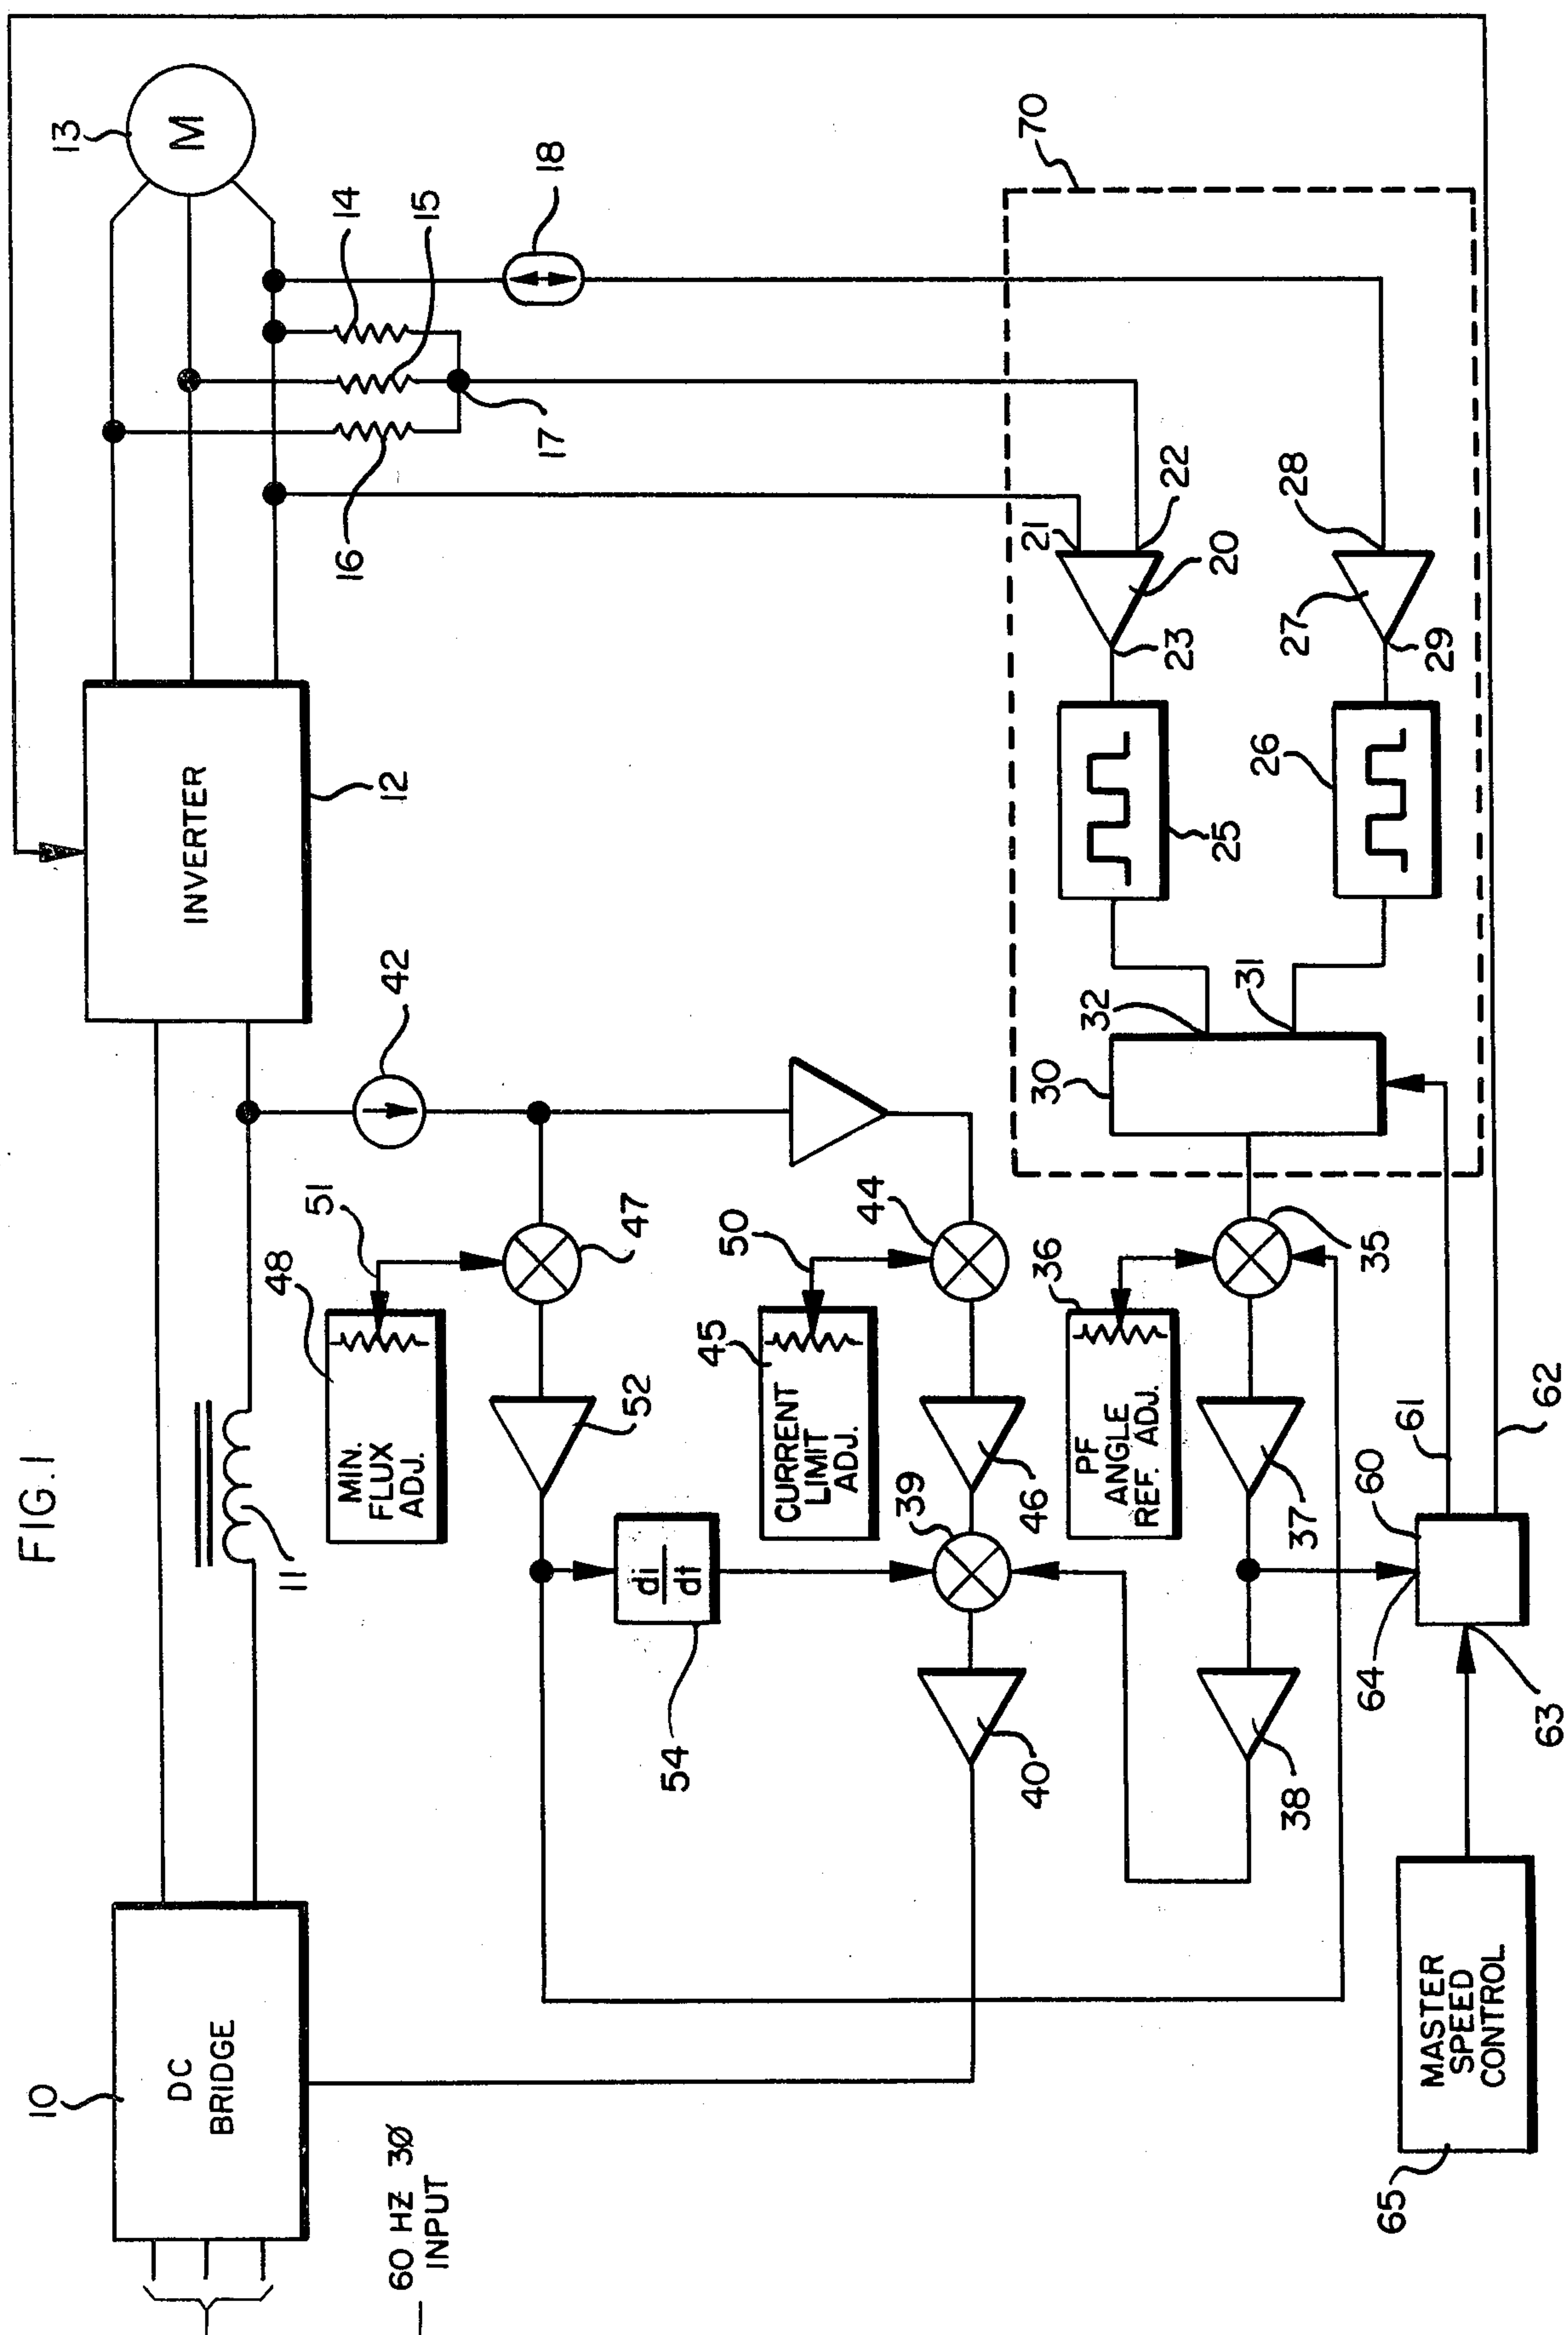 FIG.1
10
DC
BRIDGE
60 HZ 3Ø
INPUT
11
INVERTER
12
13
M
14
15
16
17
18
42
48
51
MIN.
FLUX
ADJ.
47
52
di
dt
54
50
45
CURRENT
LIMIT
ADJ.
44
46
39
40
36
PF
ANGLE
REF. ADJ.
35
37
38
70
21
22
20
23
25
28
27
29
26
32
31
30
61
62
60
64
63
MASTER
SPEED
CONTROL
65